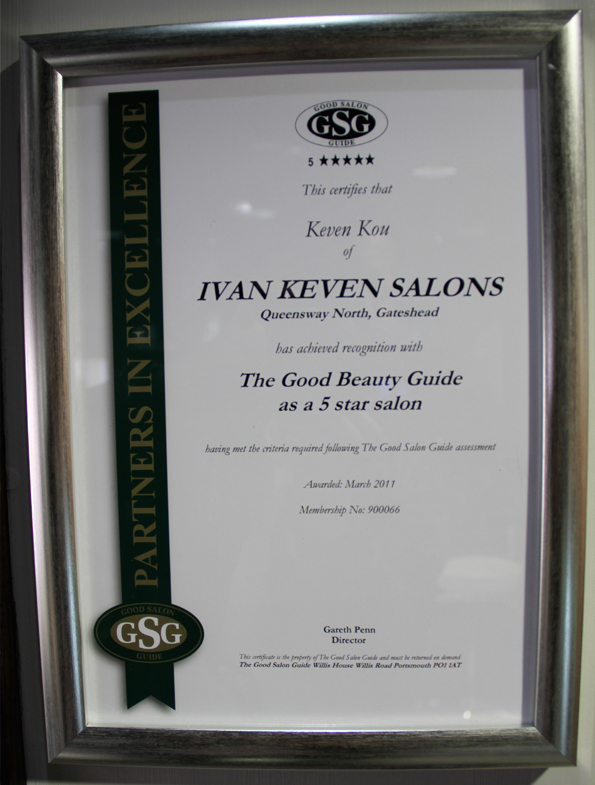 PARTNERS IN EXCELLENCE
GOOD SALON
GSG
GUIDE
GOOD SALON
GSG
GUIDE
5 ★★★★★
This certifies that
Keven Kou
of
IVAN KEVEN SALONS
Queensway North, Gateshead
has achieved recognition with
The Good Beauty Guide
as a 5 star salon
having met the criteria required following The Good Salon Guide assessment
Awarded: March 2011
Membership No: 900066
Gareth Penn
Director
This certificate is the property of The Good Salon Guide and must be returned on demand
The Good Salon Guide Willis House Willis Road Portsmouth PO1 1AT